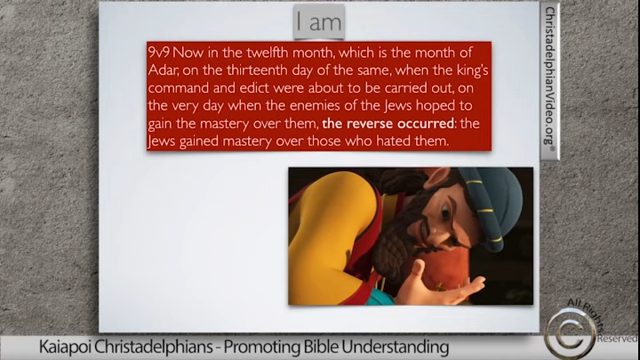 I am
9v9 Now in the twelfth month, which is the month of
Adar, on the thirteenth day of the same, when the king's
command and edict were about to be carried out, on
the very day when the enemies of the Jews hoped to
gain the mastery over them, the reverse occurred: the
Jews gained mastery over those who hated them.
ChristadelphianVideo.org®
All Rights
C
Reserved
Kaiapoi Christadelphians - Promoting Bible Understanding